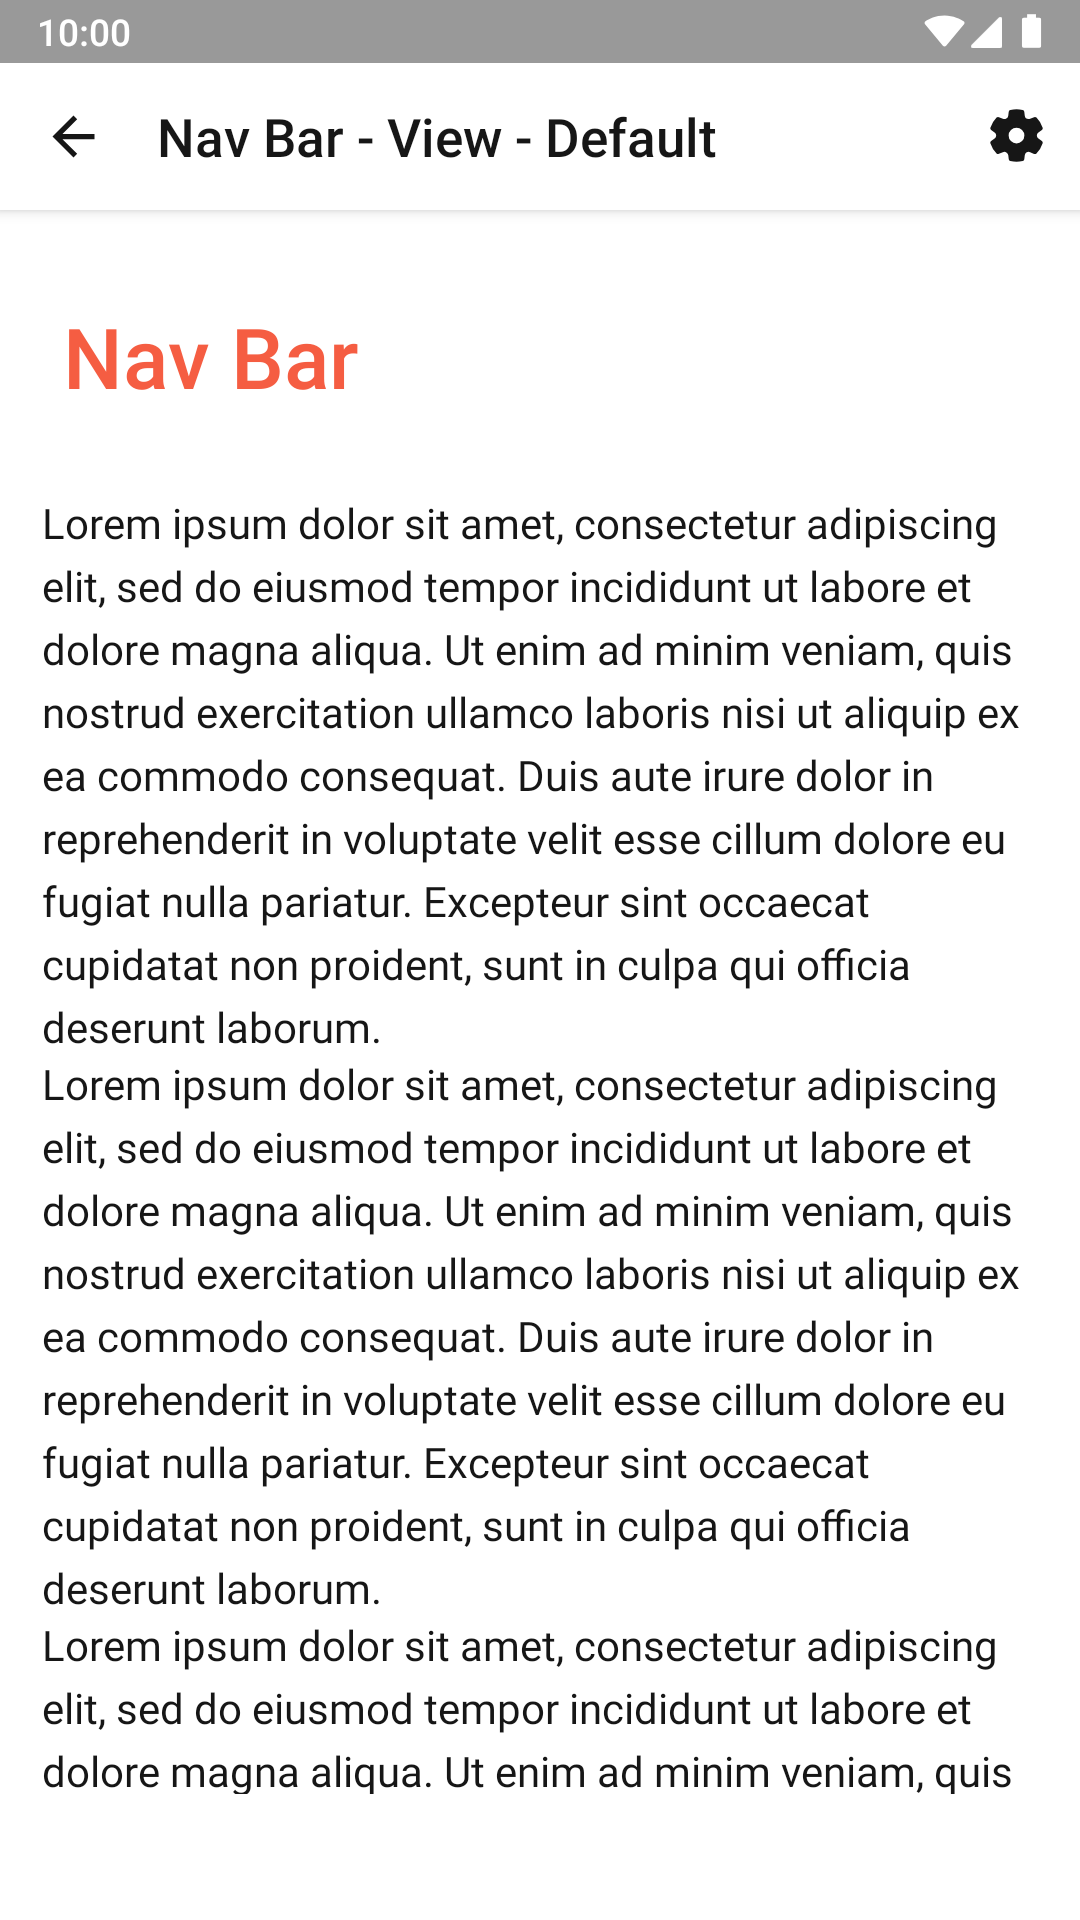 10:00
Nav Bar - View - Default
Nav Bar
Lorem ipsum dolor sit amet, consectetur adipiscing
elit, sed do eiusmod tempor incididunt ut labore et
dolore magna aliqua. Ut enim ad minim veniam, quis
nostrud exercitation ullamco laboris nisi ut aliquip ex
ea commodo consequat. Duis aute irure dolor in
reprehenderit in voluptate velit esse cillum dolore eu
fugiat nulla pariatur. Excepteur sint occaecat
cupidatat non proident, sunt in culpa qui officia
deserunt laborum.
Lorem ipsum dolor sit amet, consectetur adipiscing
elit, sed do eiusmod tempor incididunt ut labore et
dolore magna aliqua. Ut enim ad minim veniam, quis
nostrud exercitation ullamco laboris nisi ut aliquip ex
ea commodo consequat. Duis aute irure dolor in
reprehenderit in voluptate velit esse cillum dolore eu
fugiat nulla pariatur. Excepteur sint occaecat
cupidatat non proident, sunt in culpa qui officia
deserunt laborum.
Lorem ipsum dolor sit amet, consectetur adipiscing
elit, sed do eiusmod tempor incididunt ut labore et
dolore magna aliqua. Ut enim ad minim veniam, quis